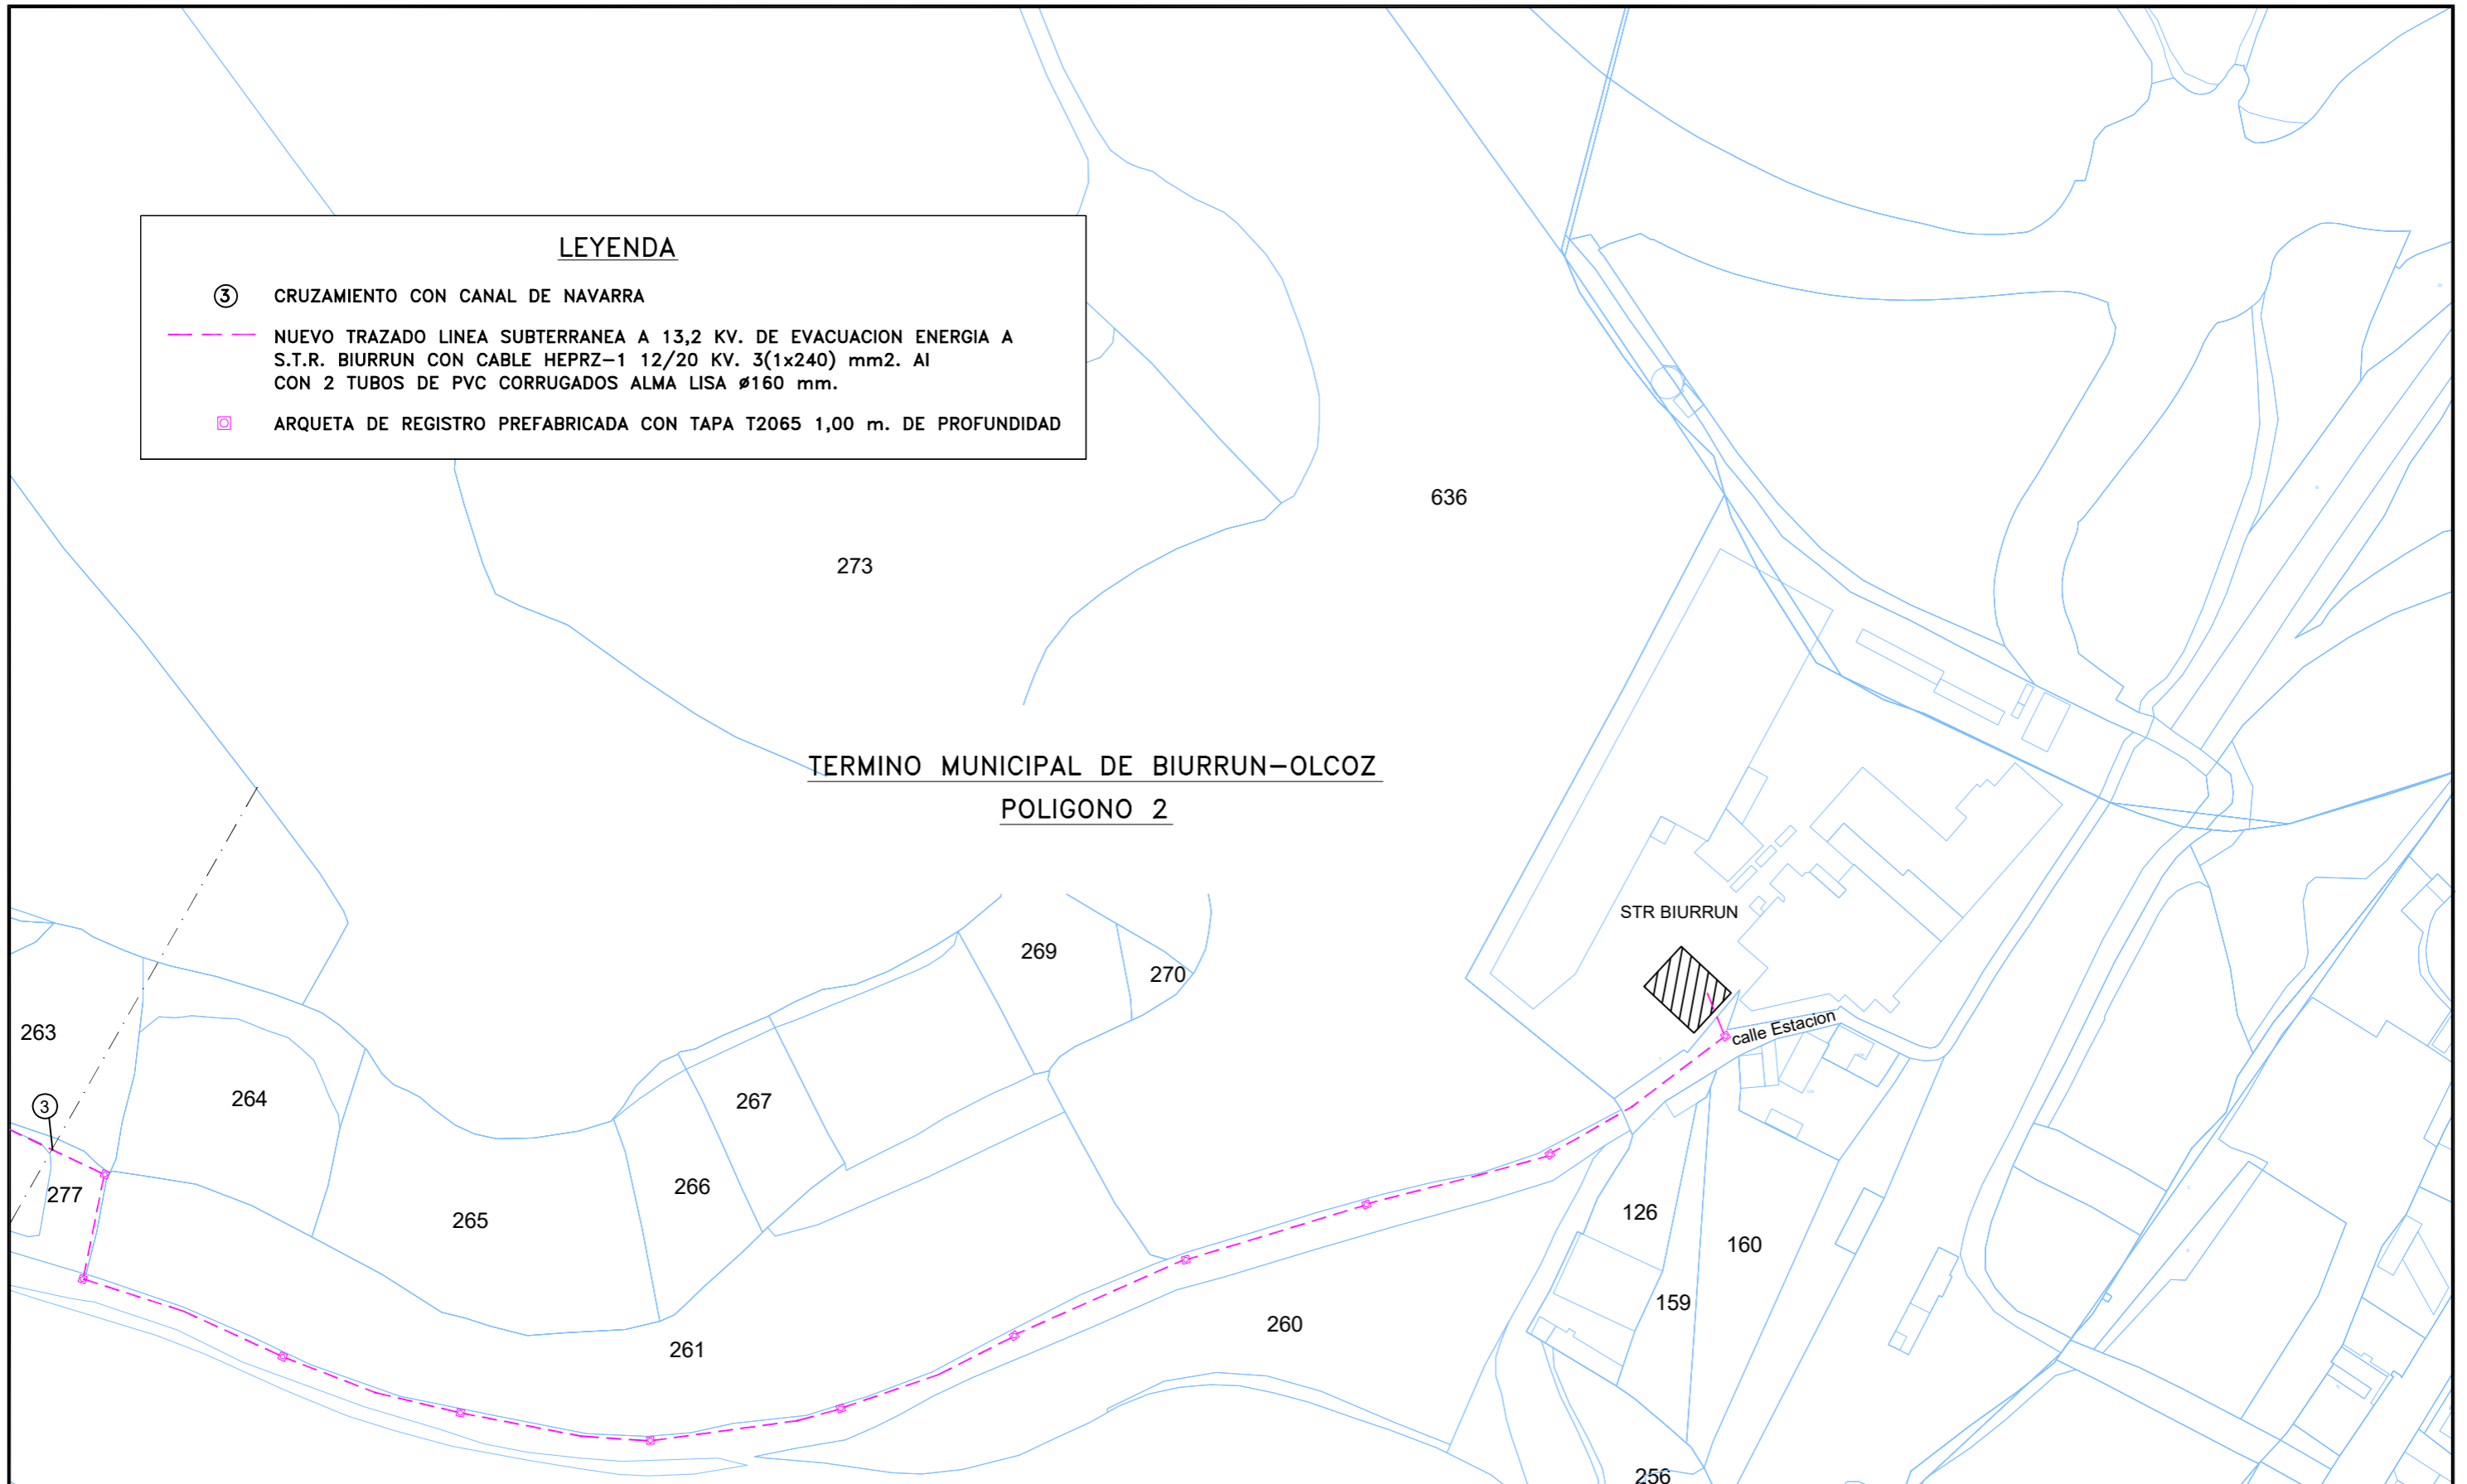 LEYENDA
③ CRUZAMIENTO CON CANAL DE NAVARRA
NUEVO TRAZADO LINEA SUBTERRANEA A 13,2 KV. DE EVACUACION ENERGIA A
S.T.R. BIURRUN CON CABLE HEPRZ-1 12/20 KV. 3(1x240) mm2. Al
CON 2 TUBOS DE PVC CORRUGADOS ALMA LISA ø160 mm.
ARQUETA DE REGISTRO PREFABRICADA CON TAPA T2065 1,00 m. DE PROFUNDIDAD
636
273
TERMINO MUNICIPAL DE BIURRUN-OLCOZ
POLIGONO 2
STR BIURRUN
269
270
263
calle Estacion
264
267
3
266
277
265
126
160
159
260
261
256